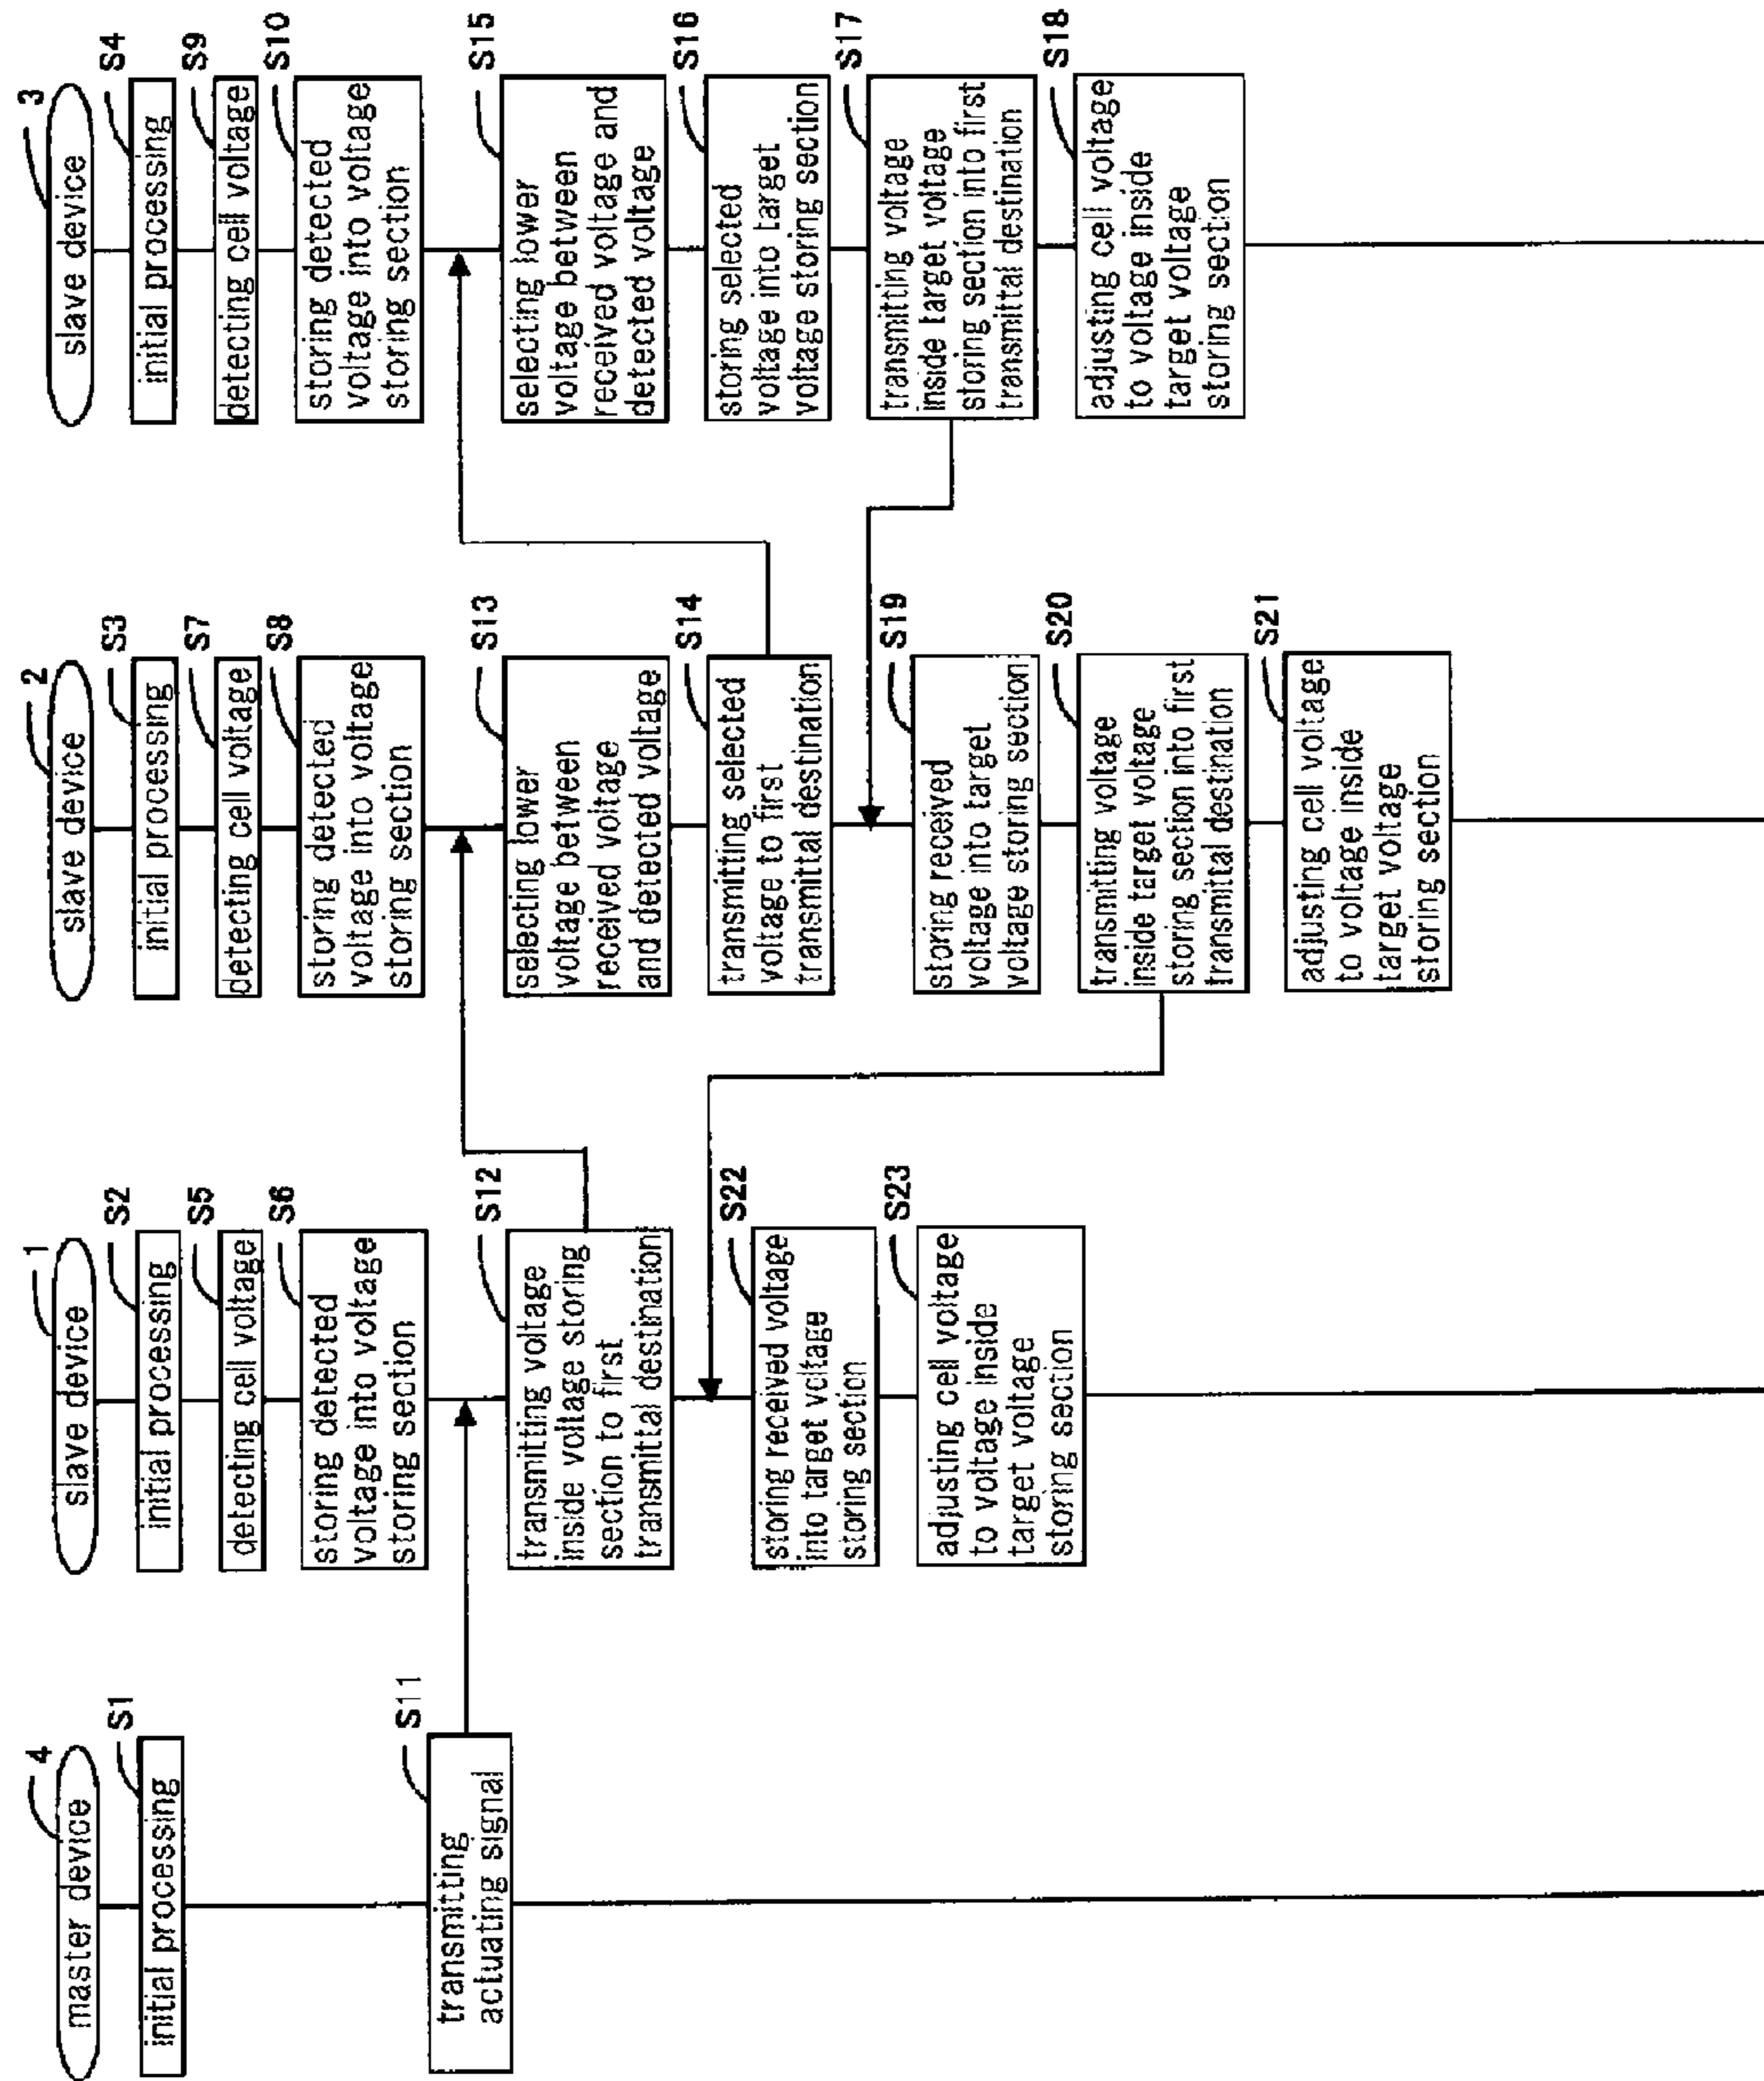 4
master device
S1
initial processing
S11
transmitting
actuating signal
1
slave device
S2
initial processing
S5
detecting cell voltage
S6
storing detected
voltage into voltage
storing section
S12
transmitting voltage
inside voltage storing
section to first
transmittal destination
S22
storing received voltage
into target voltage
storing section
S23
adjusting cell voltage
to voltage inside
target voltage
storing section
2
slave device
S3
initial processing
S7
detecting cell voltage
S8
storing detected
voltage into voltage
storing section
S13
selecting lower
voltage between
received voltage
and detected voltage
S14
transmitting selected
voltage to first
transmittal destination
S19
storing received
voltage into target
voltage storing section
S20
transmitting voltage
inside target voltage
storing section into first
transmittal destination
S21
adjusting cell voltage
to voltage inside
target voltage
storing section
3
slave device
S4
initial processing
S9
detecting cell voltage
S10
storing detected
voltage into voltage
storing section
S15
selecting lower
voltage between
received voltage and
detected voltage
S16
storing selected
voltage into target
voltage storing section
S17
transmitting voltage
inside target voltage
storing section into first
transmittal destination
S18
adjusting cell voltage
to voltage inside
target voltage
storing section